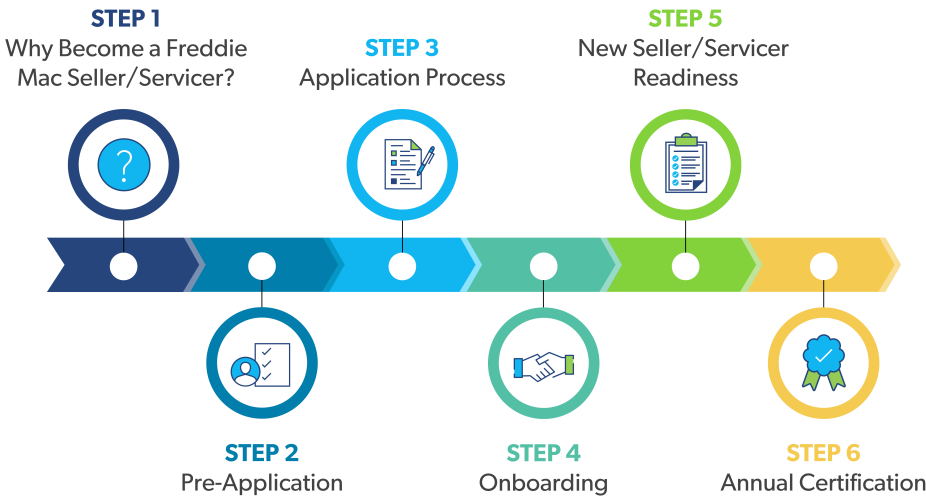 STEP 1
Why Become a Freddie
Mac Seller/Servicer?
STEP 2
Pre-Application
STEP 3
Application Process
STEP 4
Onboarding
STEP 5
New Seller/Servicer
Readiness
STEP 6
Annual Certification
?